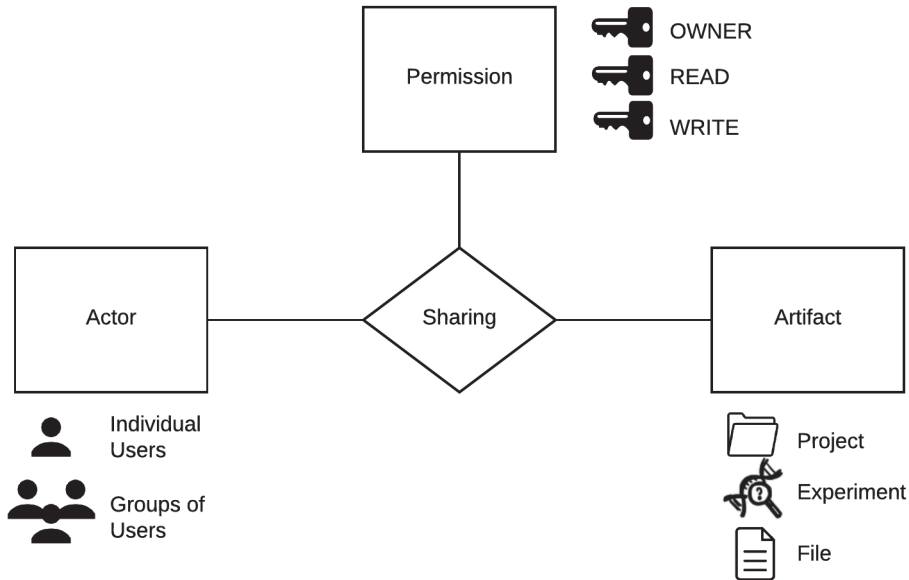 Permission
OWNER
READ
WRITE
Actor
Sharing
Artifact
Individual
Users
Groups of
Users
Project
Experiment
?
File